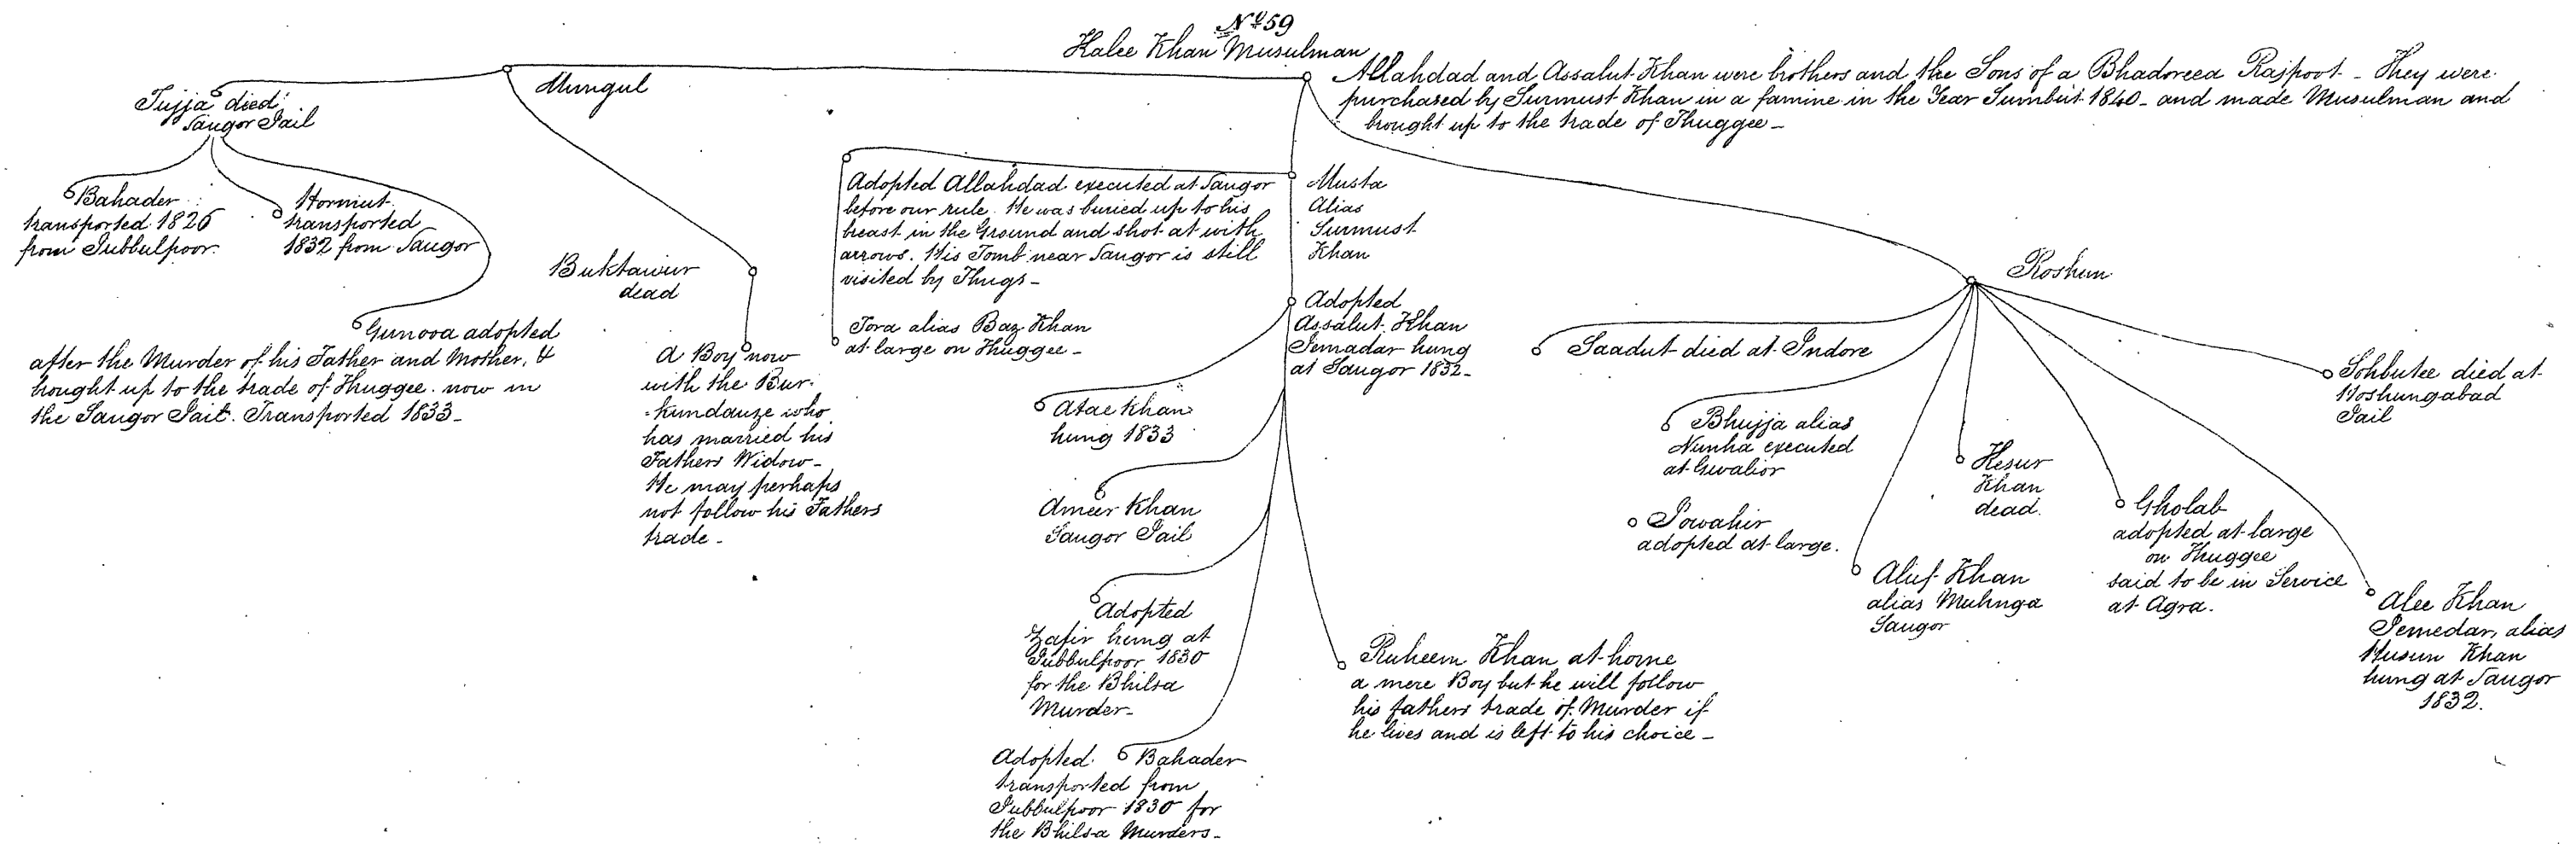 No 59
Halee Khan Musulman
Allahdad and Assalut Khan were brothers and the Sons of a Bhadoreea Rajpoot - They were
purchased by Surmust Khan in a famine in the Year Sumbut 1840 - and made Musulman and
brought up to the trade of Thuggee -
Mungul
Jujja died
Saugor Jail
Bahader
transported 1826
from Jubbulpoor.
Hormut
transported
1832 from Saugor
Gunooa adopted
after the Murder of his Father and Mother, &
bought up to the trade of Thuggee. now in
the Saugor Jail. Transported 1833 -
Buktawur
dead
A Boy now
with the Bur-
-kundauze who
has married his
Fathers Widow -
He may perhaps
not follow his Fathers
trade -
Adopted Allahdad executed at Saugor
before our rule. He was buried up to his
breast in the Ground and shot at with
arrows. His Tomb near Saugor is still
visited by Thugs -
Jora alias Baz Khan
at large on Thuggee -
Musta
Alias
Surmust
Khan
Adopted
Assalut Khan
Jemadar hung
at Saugor 1832 -
Atae Khan
hung 1833
Ameer Khan
Saugor Jail
Adopted
Zafir hung at
Jubbulpoor 1830
for the Bhilsa
Murder -
Adopted. Bahader
transported from
Jubbulpoor 1830 for
the Bhilsa Murders -
Ruheem Khan at home
a mere Boy but he will follow
his fathers trade of Murder if
he lives and is left to his choice -
Roshun
Saadut died at Indore
Bhujja alias
Nunha executed
at Gwalior
Jowahir
adopted at large.
Aluf Khan
alias Muhnga
Saugor
Kesur
Khan
dead.
Gholab
adopted at large
on Thuggee
said to be in Service
at Agra.
Alee Khan
Jemedar, alias
Husun Khan
hung at Saugor
1832.
Sohbutee died at
Hoshungabad
Jail